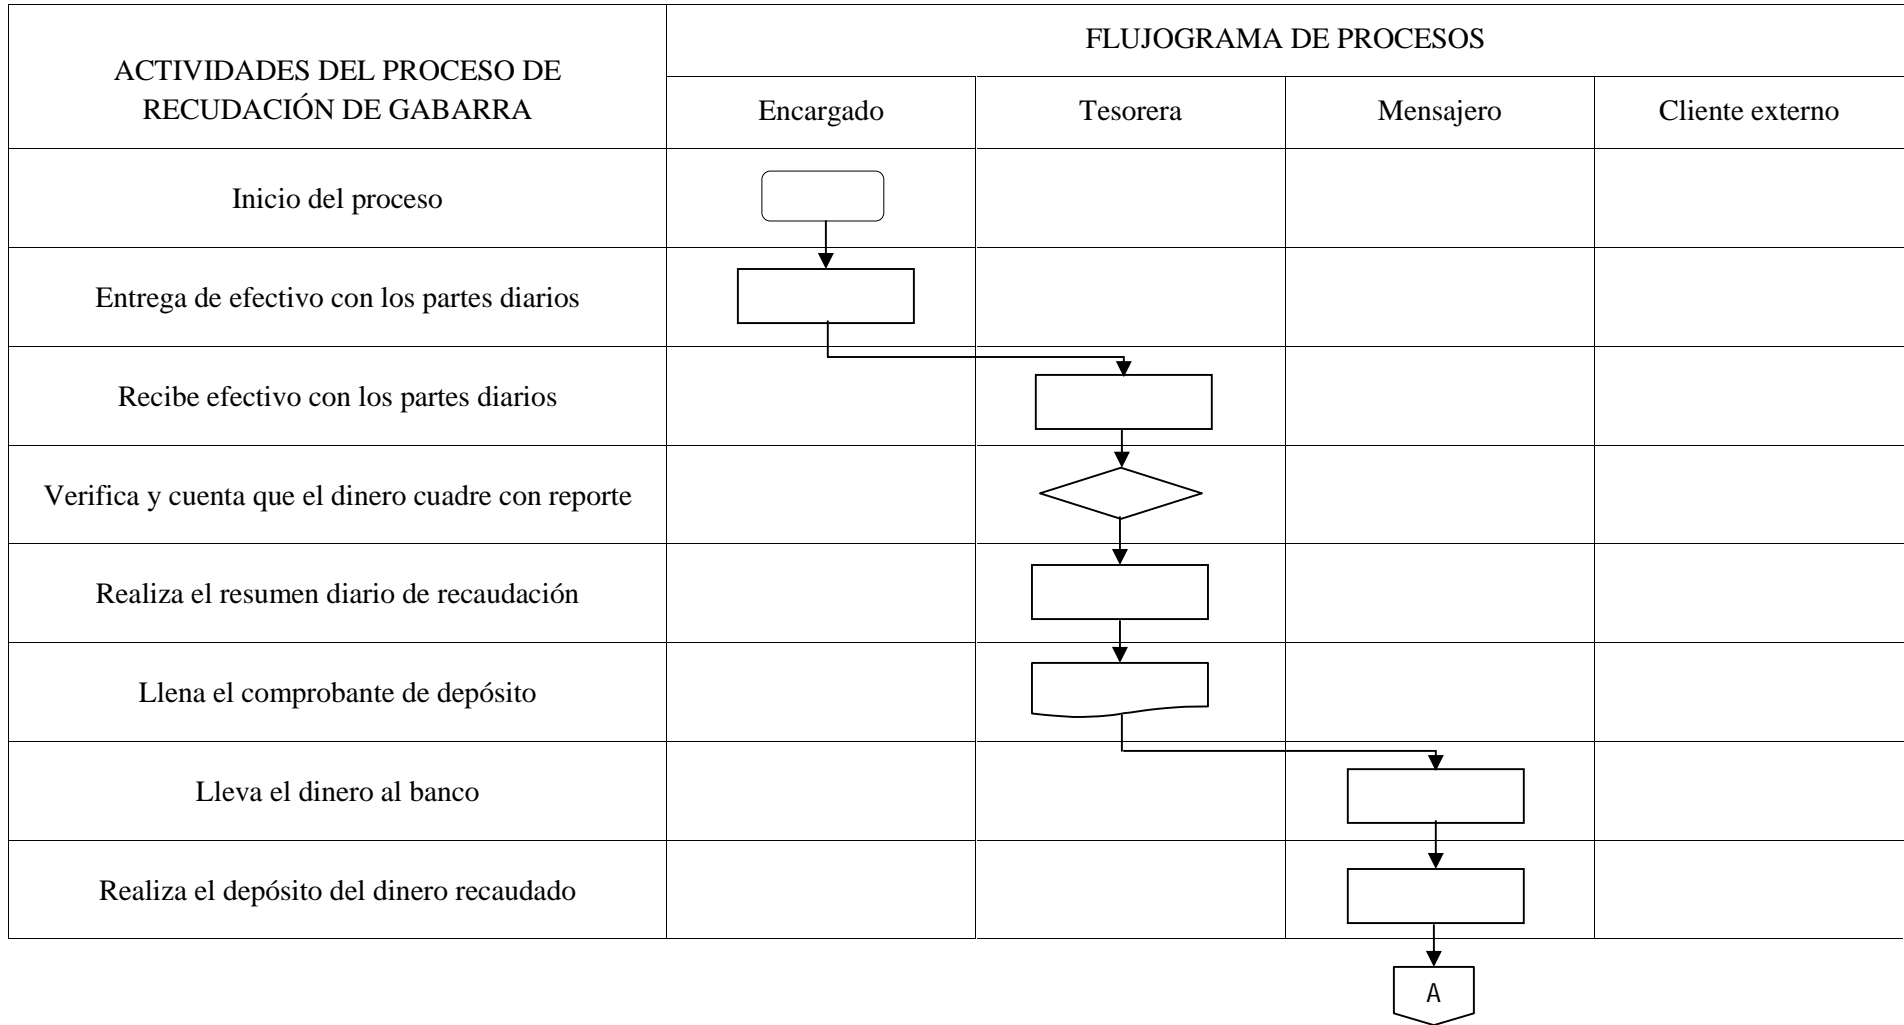 FLUJOGRAMA DE PROCESOS
ACTIVIDADES DEL PROCESO DE
RECUDACIÓN DE GABARRA
Encargado
Tesorera
Mensajero
Cliente externo
Inicio del proceso
Entrega de efectivo con los partes diarios
Recibe efectivo con los partes diarios
Verifica y cuenta que el dinero cuadre con reporte
Realiza el resumen diario de recaudación
Llena el comprobante de depósito
Lleva el dinero al banco
Realiza el depósito del dinero recaudado
A